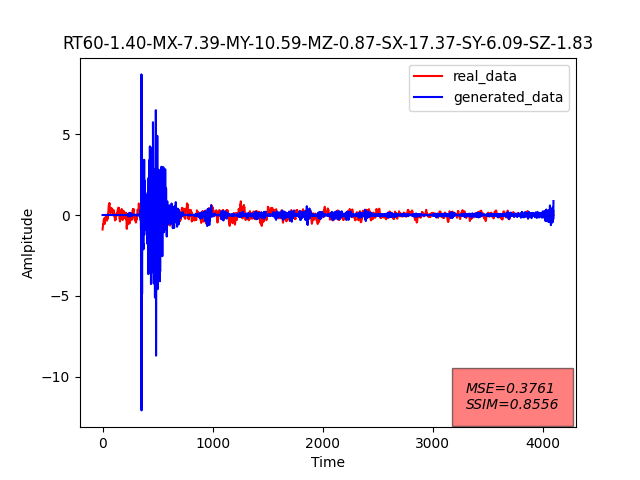 RT60-1.40-MX-7.39-MY-10.59-MZ-0.87-SX-17.37-SY-6.09-SZ-1.83
real_data
generated_data
5
0
−5
−10
Amlpitude
MSE=0.3761
SSIM=0.8556
0 1000 2000 3000 4000
Time